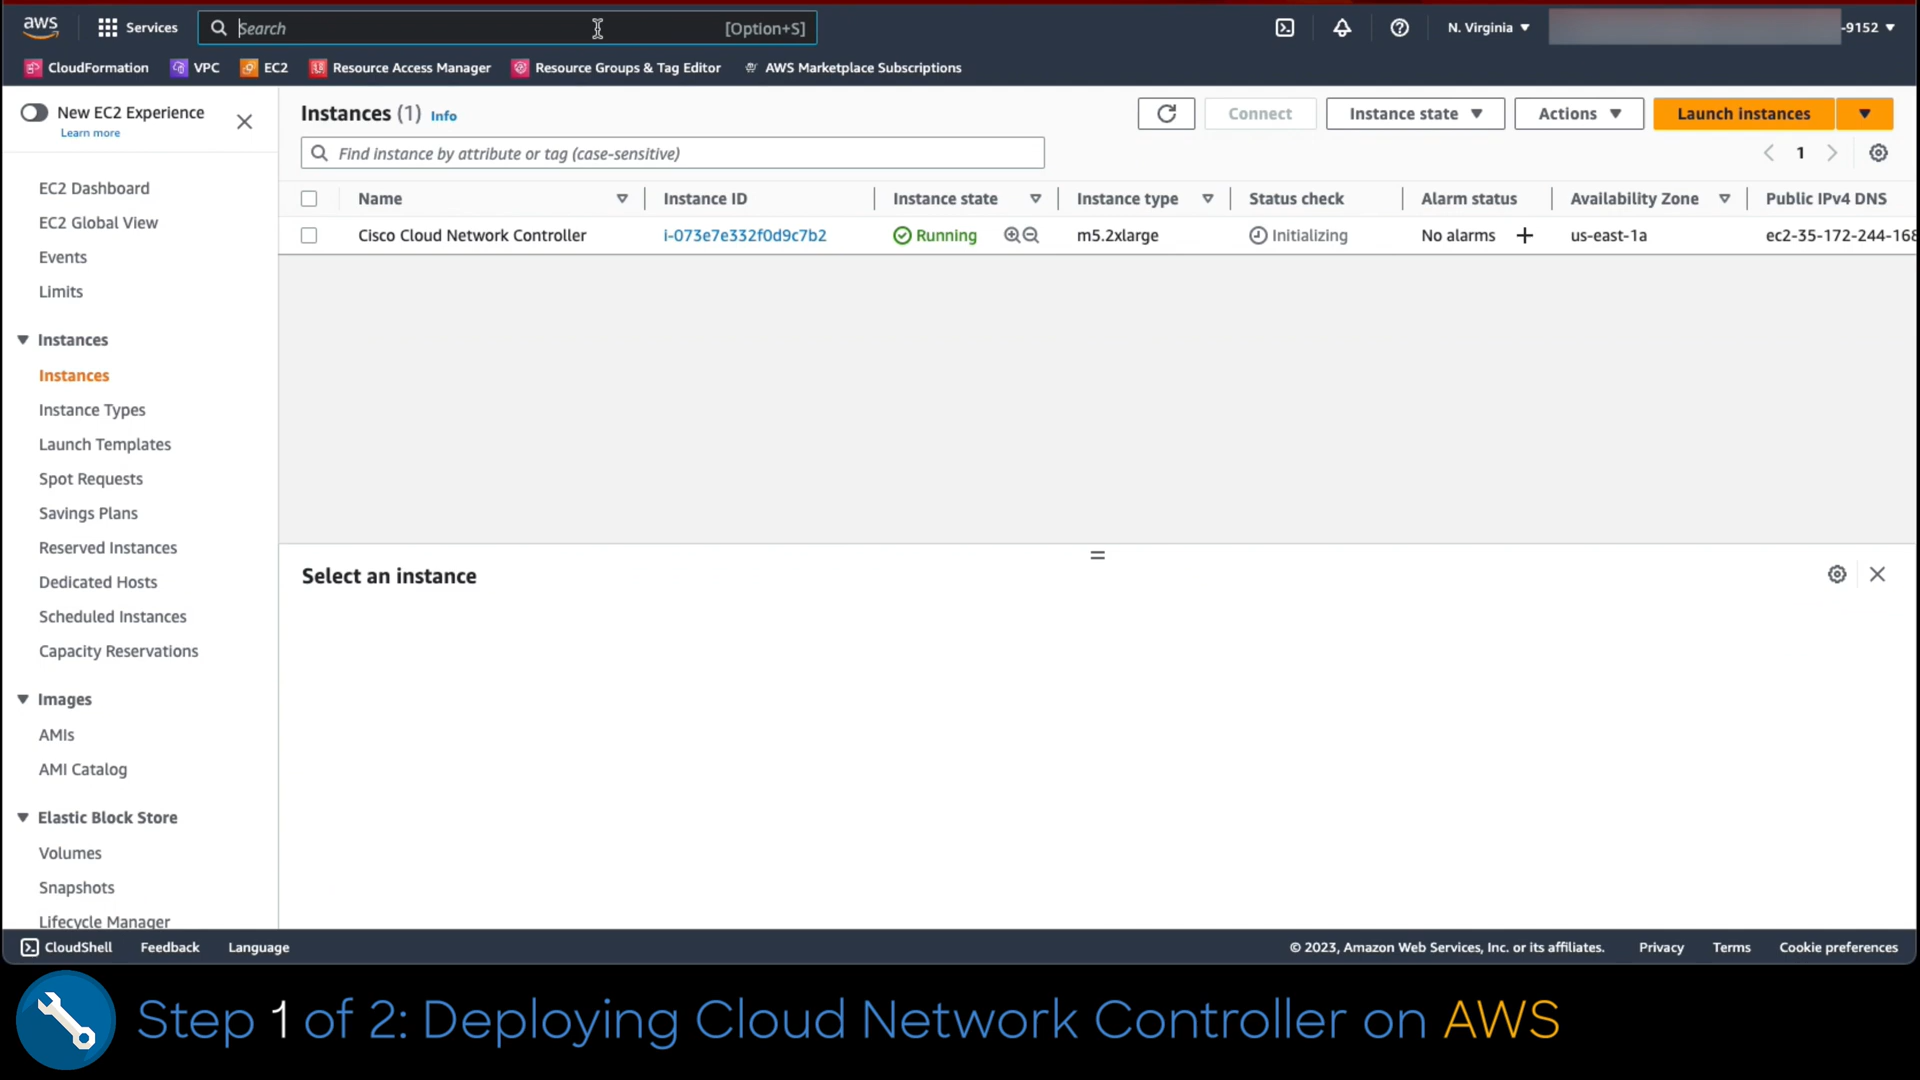 aws
Services
Search
[Option+S]
N. Virginia
-9152
CloudFormation
VPC
EC2
Resource Access Manager
Resource Groups & Tag Editor
AWS Marketplace Subscriptions
New EC2 Experience
Learn more
EC2 Dashboard
EC2 Global View
Events
Limits
Instances
Instances
Instance Types
Launch Templates
Spot Requests
Savings Plans
Reserved Instances
Dedicated Hosts
Scheduled Instances
Capacity Reservations
Images
AMIs
AMI Catalog
Elastic Block Store
Volumes
Snapshots
Lifecycle Manager
Instances (1) Info
Connect
Instance state
Actions
Launch instances
Find instance by attribute or tag (case-sensitive)
1
Name Instance ID Instance state Instance type Status check Alarm status Availability Zone Public IPv4 DNS
Cisco Cloud Network Controller i-073e7e332f0d9c7b2 Running m5.2xlarge Initializing No alarms us-east-1a ec2-35-172-244-168
Select an instance
CloudShell
Feedback
Language
© 2023, Amazon Web Services, Inc. or its affiliates.
Privacy
Terms
Cookie preferences
Step 1 of 2: Deploying Cloud Network Controller on AWS